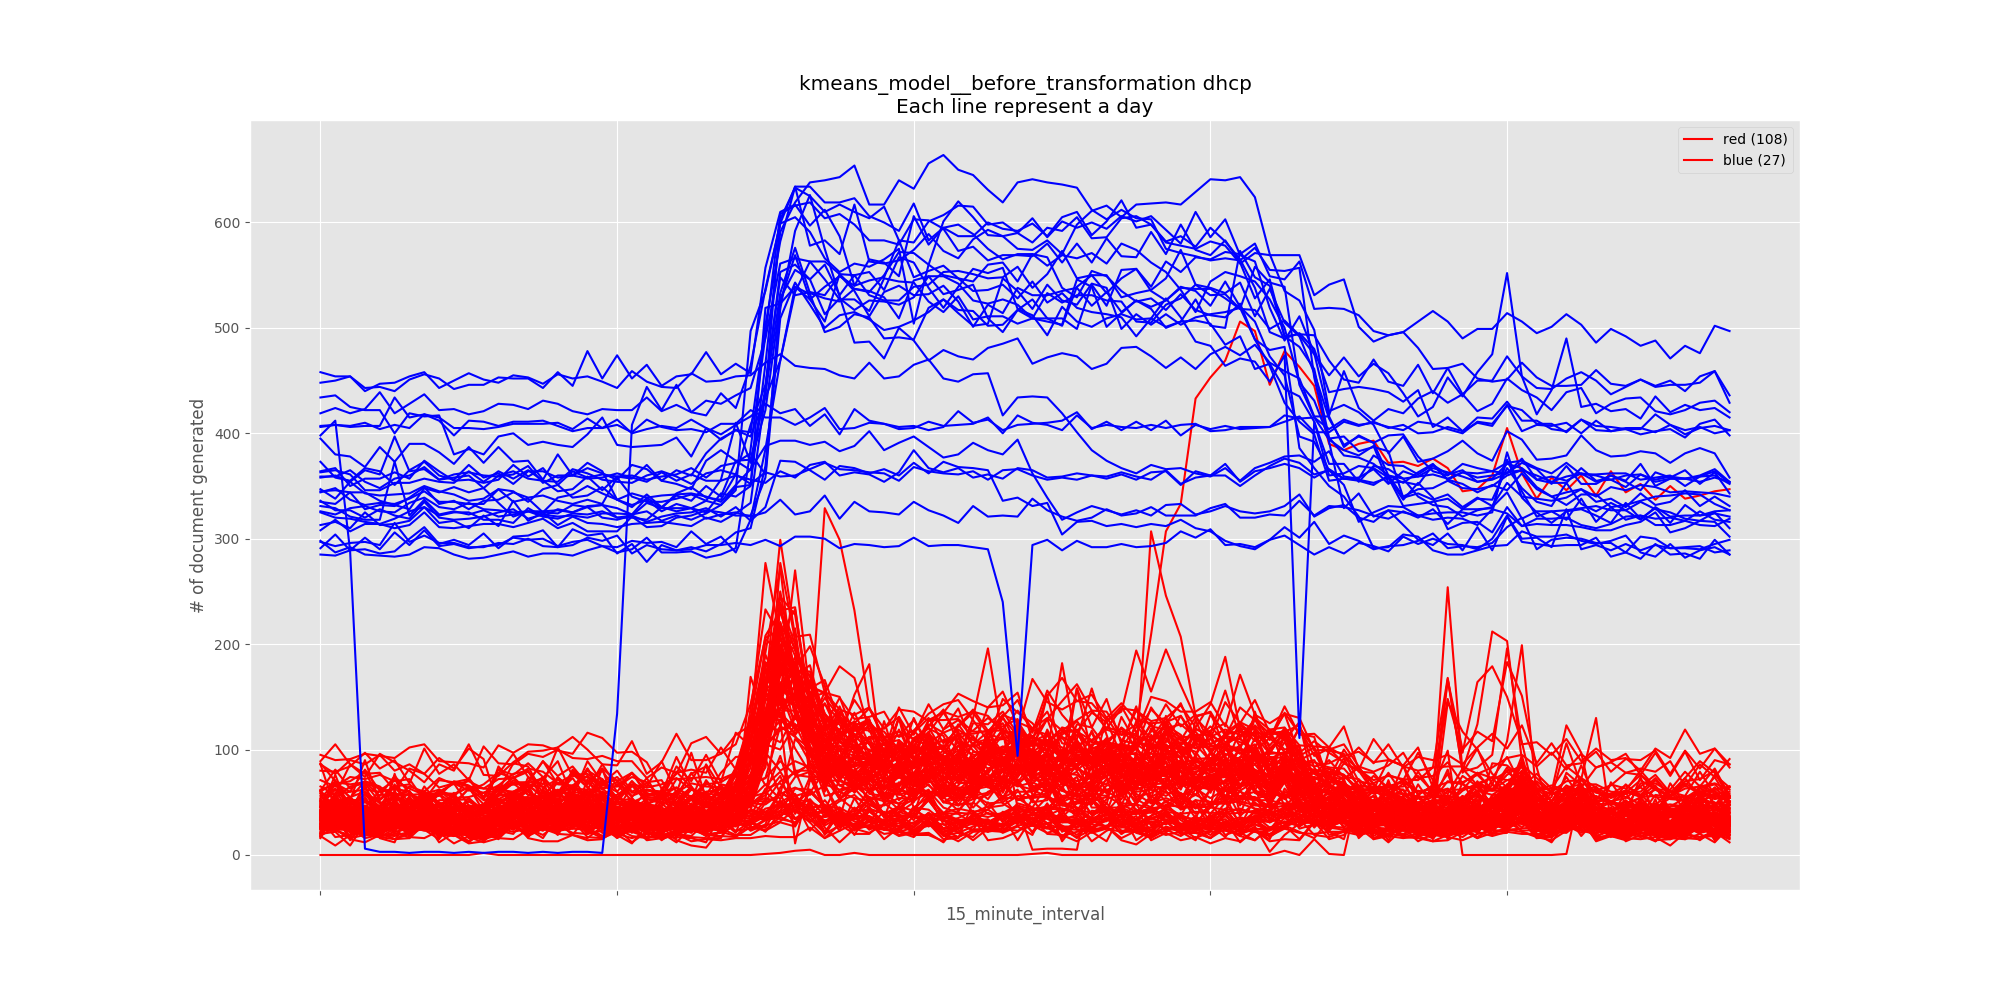 kmeans_model__before_transformation dhcp
Each line represent a day
red (108)
blue (27)
600
500
400
300
200
100
0
# of document generated
15_minute_interval